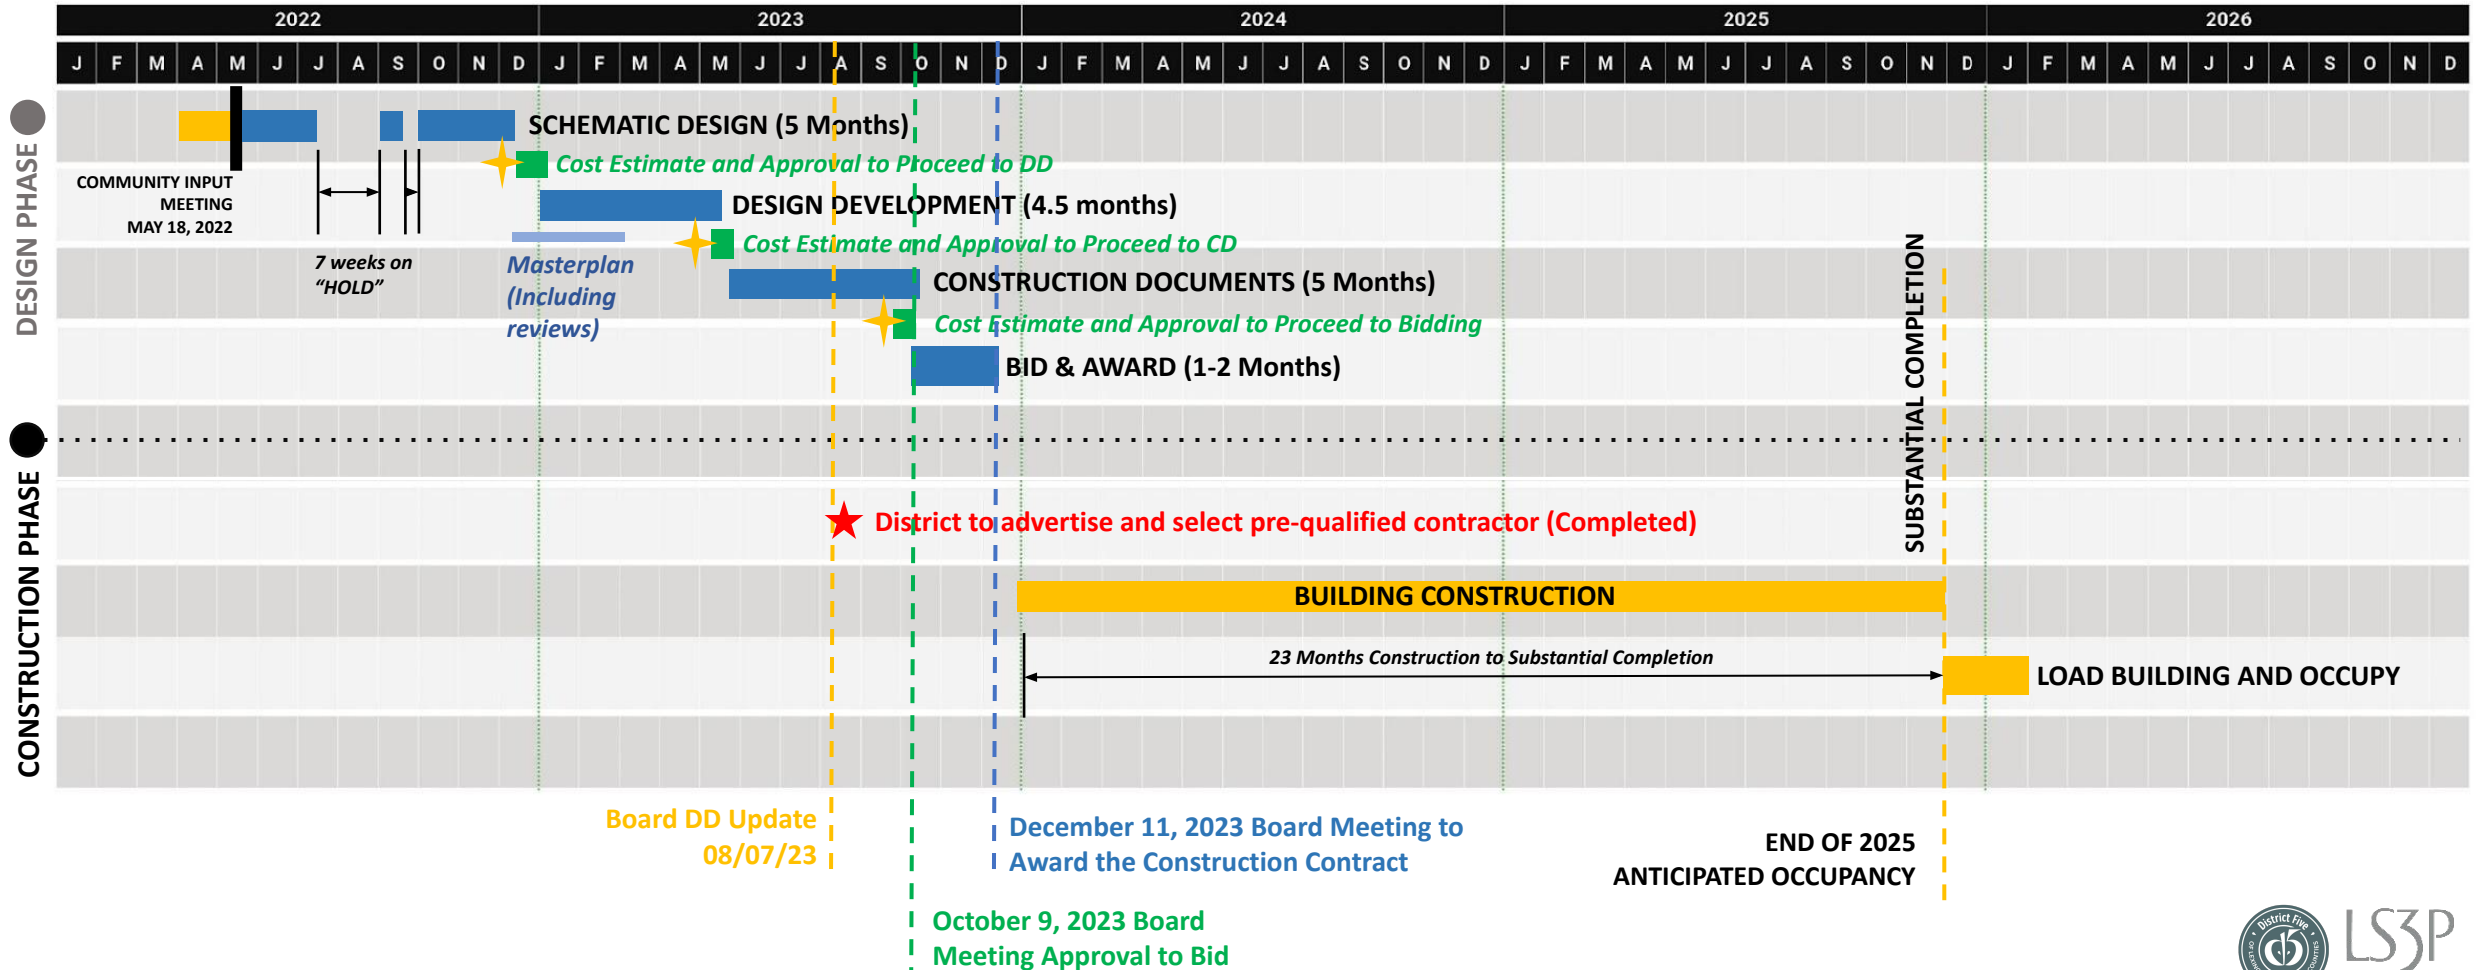 2022 2023 2024 2025 2026
J F M A M J J A S O N D J F M A M J J A S O N D J F M A M J J A S O N D J F M A M J J A S O N D J F M A M J J A S O N D
DESIGN PHASE
SCHEMATIC DESIGN (5 Months)
Cost Estimate and Approval to Proceed to DD
COMMUNITY INPUT
MEETING
MAY 18, 2022
DESIGN DEVELOPMENT (4.5 months)
Cost Estimate and Approval to Proceed to CD
7 weeks on
“HOLD”
Masterplan
(Including
reviews)
CONSTRUCTION DOCUMENTS (5 Months)
Cost Estimate and Approval to Proceed to Bidding
BID & AWARD (1-2 Months)
SUBSTANTIAL COMPLETION
CONSTRUCTION PHASE
District to advertise and select pre-qualified contractor (Completed)
BUILDING CONSTRUCTION
23 Months Construction to Substantial Completion
LOAD BUILDING AND OCCUPY
Board DD Update
08/07/23
December 11, 2023 Board Meeting to
Award the Construction Contract
END OF 2025
ANTICIPATED OCCUPANCY
October 9, 2023 Board
Meeting Approval to Bid
District Five
LS3P